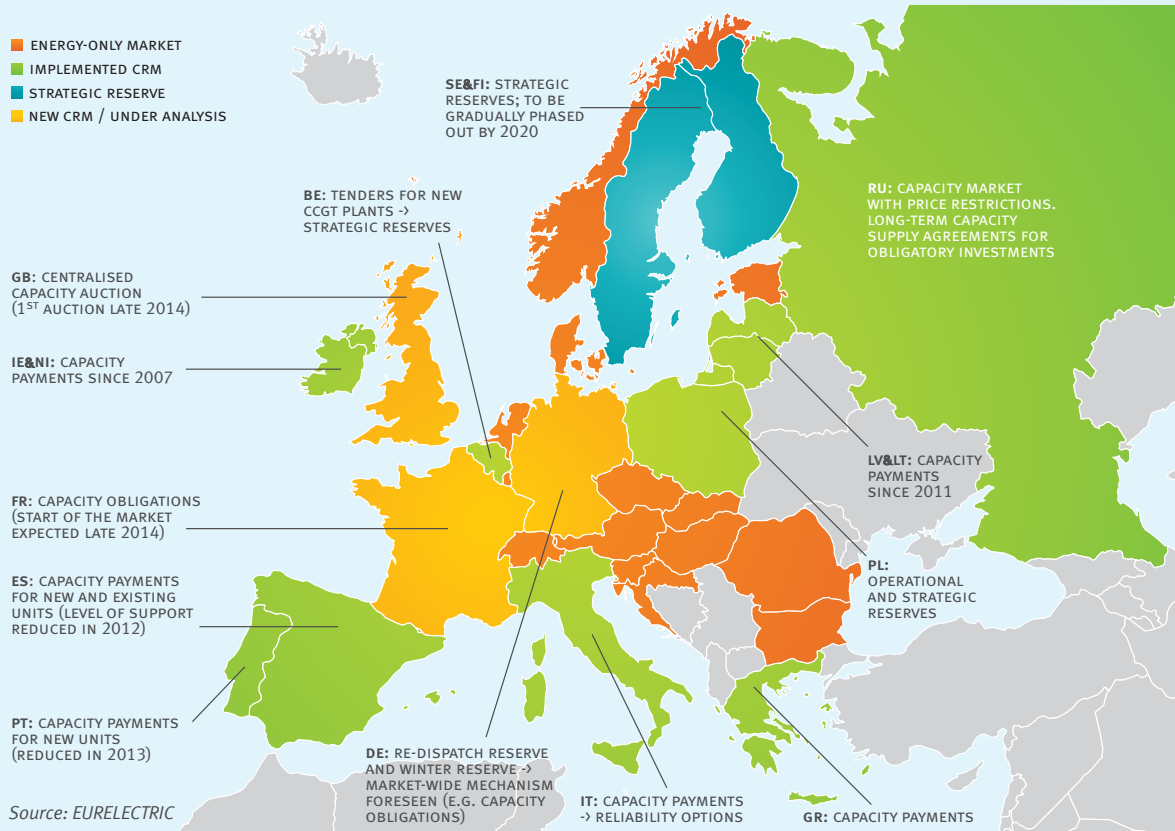 ENERGY-ONLY MARKET
IMPLEMENTED CRM
STRATEGIC RESERVE
NEW CRM / UNDER ANALYSIS
SE&FI: STRATEGIC
RESERVES; TO BE
GRADUALLY PHASED
OUT BY 2020
BE: TENDERS FOR NEW
CCGT PLANTS ->
STRATEGIC RESERVES
RU: CAPACITY MARKET
WITH PRICE RESTRICTIONS.
LONG-TERM CAPACITY
SUPPLY AGREEMENTS FOR
OBLIGATORY INVESTMENTS
GB: CENTRALISED
CAPACITY AUCTION
(1ST AUCTION LATE 2014)
IE&NI: CAPACITY
PAYMENTS SINCE 2007
LV&LT: CAPACITY
PAYMENTS
SINCE 2011
FR: CAPACITY OBLIGATIONS
(START OF THE MARKET
EXPECTED LATE 2014)
PL:
OPERATIONAL
AND STRATEGIC
RESERVES
ES: CAPACITY PAYMENTS
FOR NEW AND EXISTING
UNITS (LEVEL OF SUPPORT
REDUCED IN 2012)
PT: CAPACITY PAYMENTS
FOR NEW UNITS
(REDUCED IN 2013)
DE: RE-DISPATCH RESERVE
AND WINTER RESERVE ->
MARKET-WIDE MECHANISM
FORESEEN (E.G. CAPACITY
OBLIGATIONS)
IT: CAPACITY PAYMENTS
-> RELIABILITY OPTIONS
GR: CAPACITY PAYMENTS
Source: EURELECTRIC